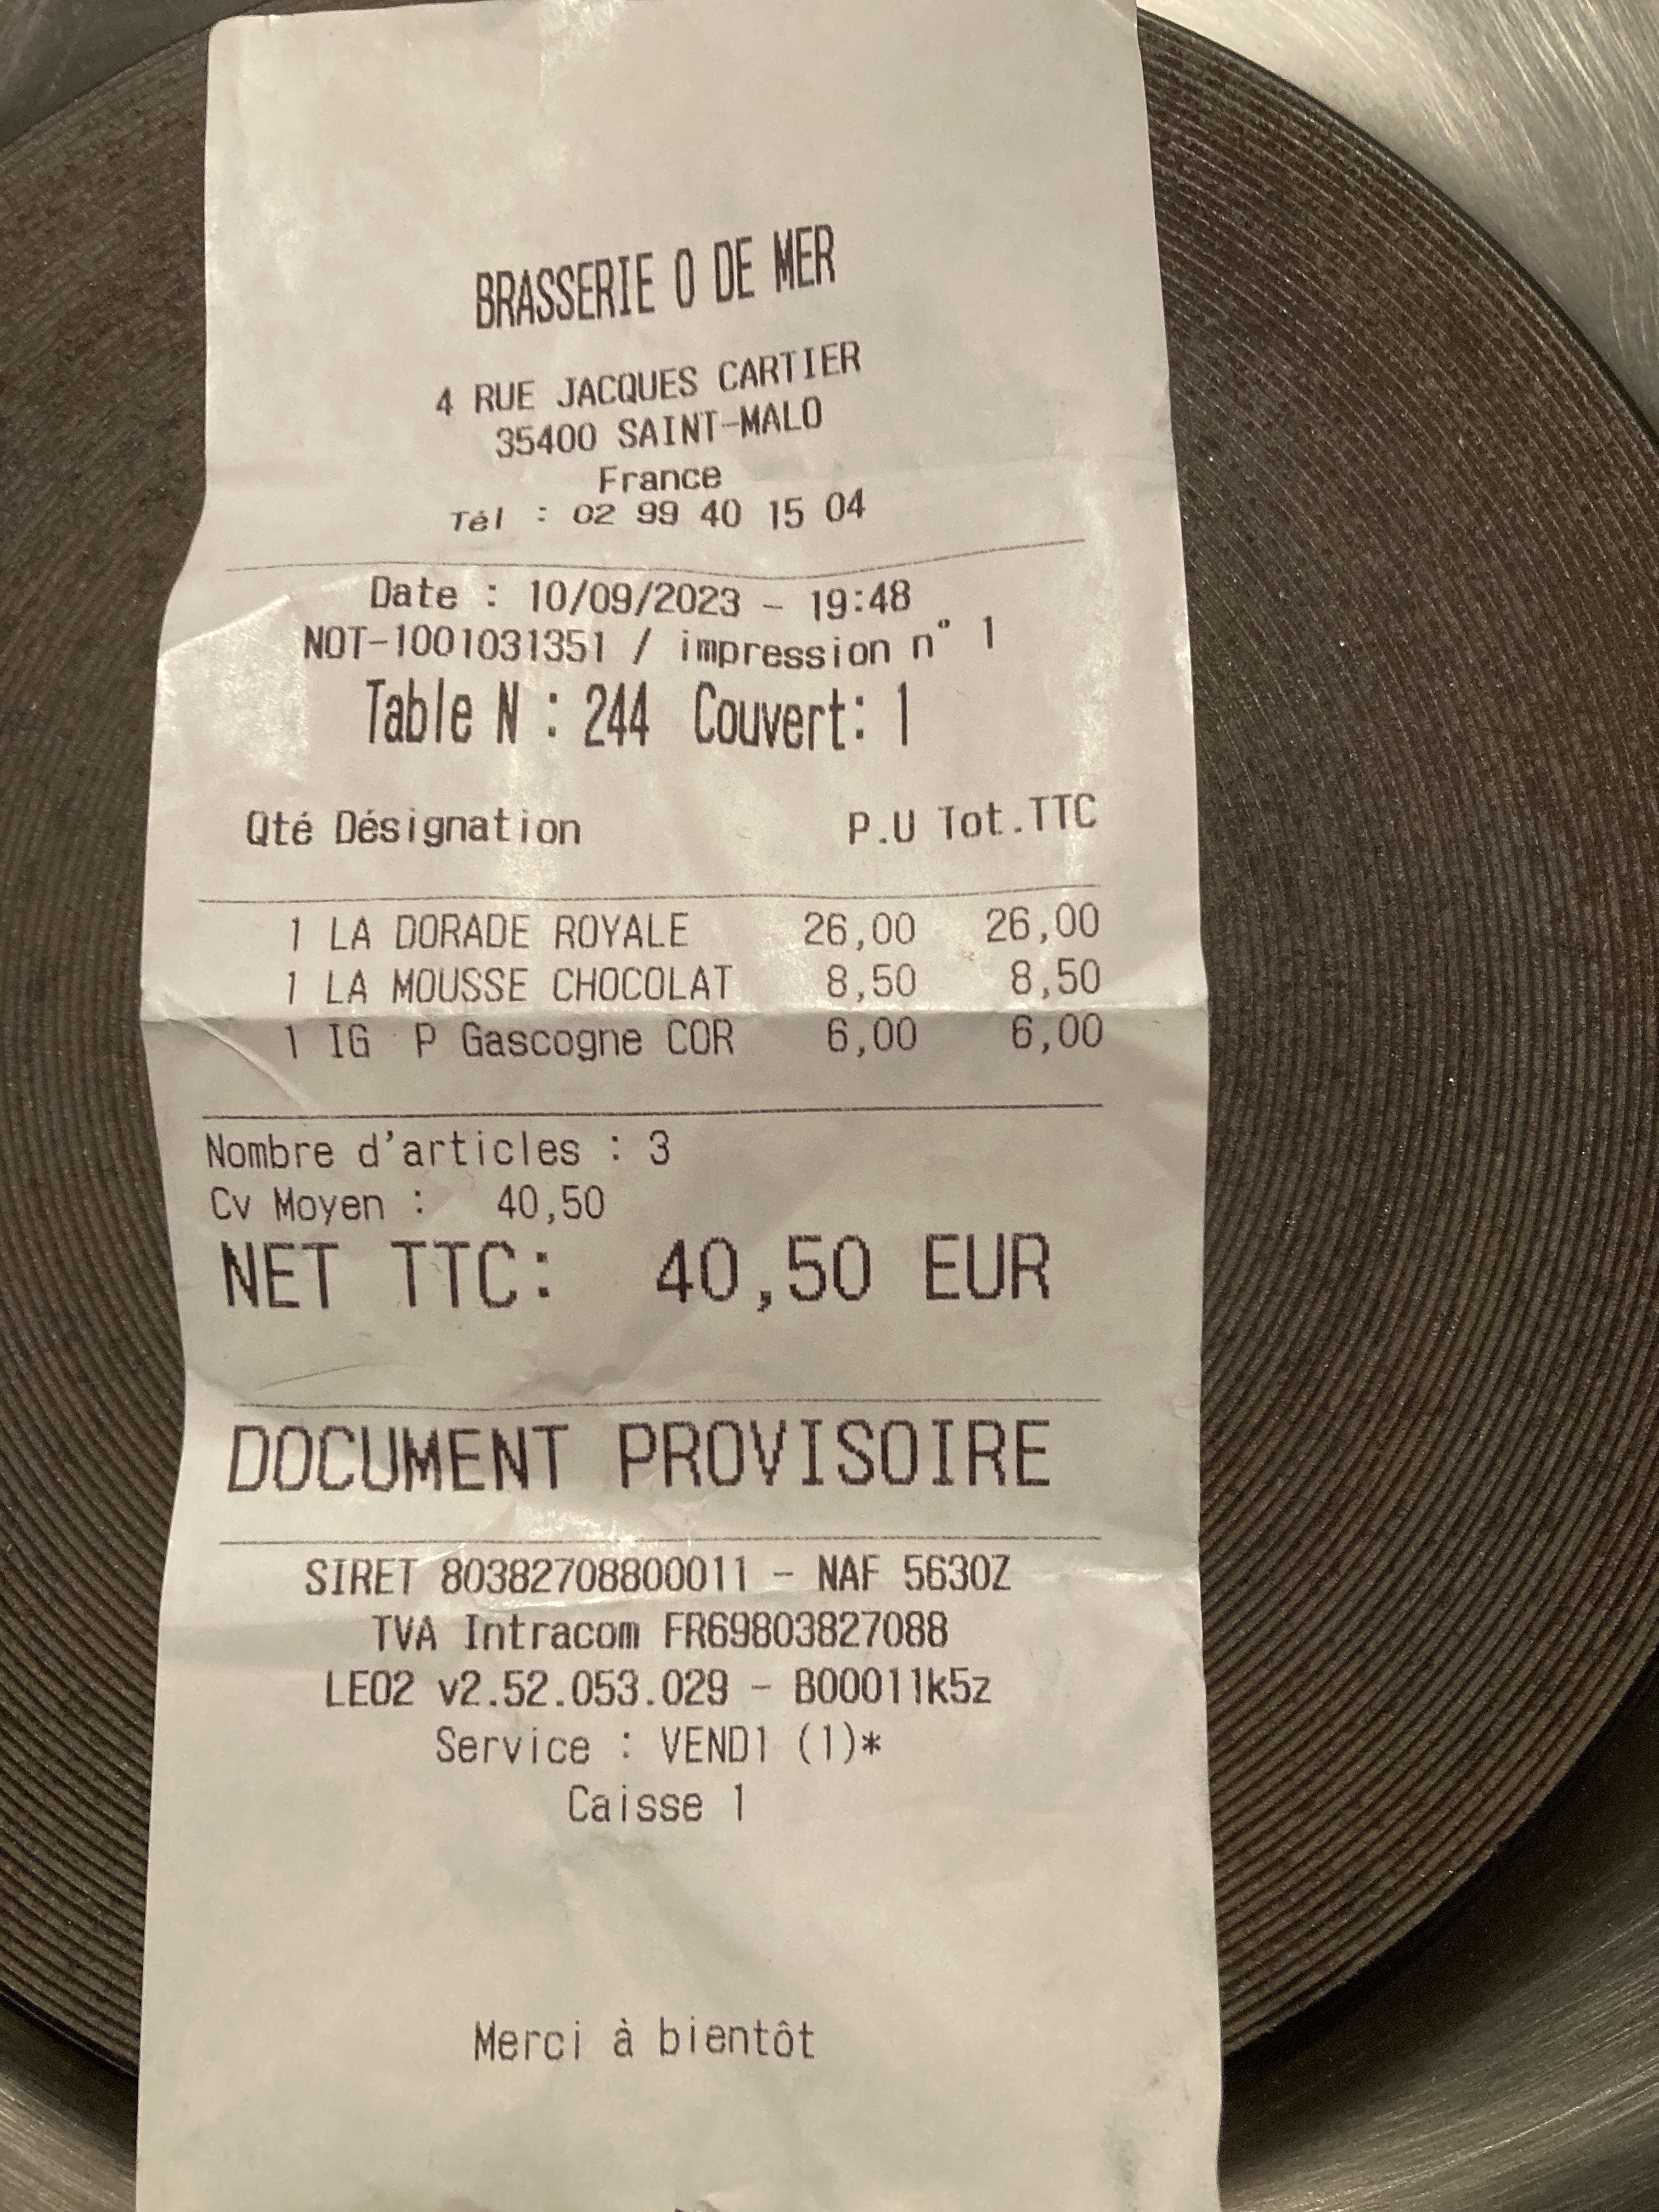 BRASSERIE O DE MER
4 RUE JACQUES CARTIER
35400 SAINT-MALO
France
Tél : 02 99 40 15 04
Date : 10/09/2023 - 19:48
NOT-1001031351 / impression n° 1
Table N : 244 Couvert: 1
Qté Désignation P.U Tot.TTC
1 LA DORADE ROYALE 26,00 26,00
1 LA MOUSSE CHOCOLAT 8,50 8,50
1 IG P Gascogne COR 6,00 6,00
Nombre d'articles : 3
Cv Moyen : 40,50
NET TTC: 40,50 EUR
DOCUMENT PROVISOIRE
SIRET 80382708800011 - NAF 5630Z
TVA Intracom FR69803827088
LEO2 v2.52.053.029 - B00011k5z
Service : VEND1 (1)*
Caisse 1
Merci à bientôt